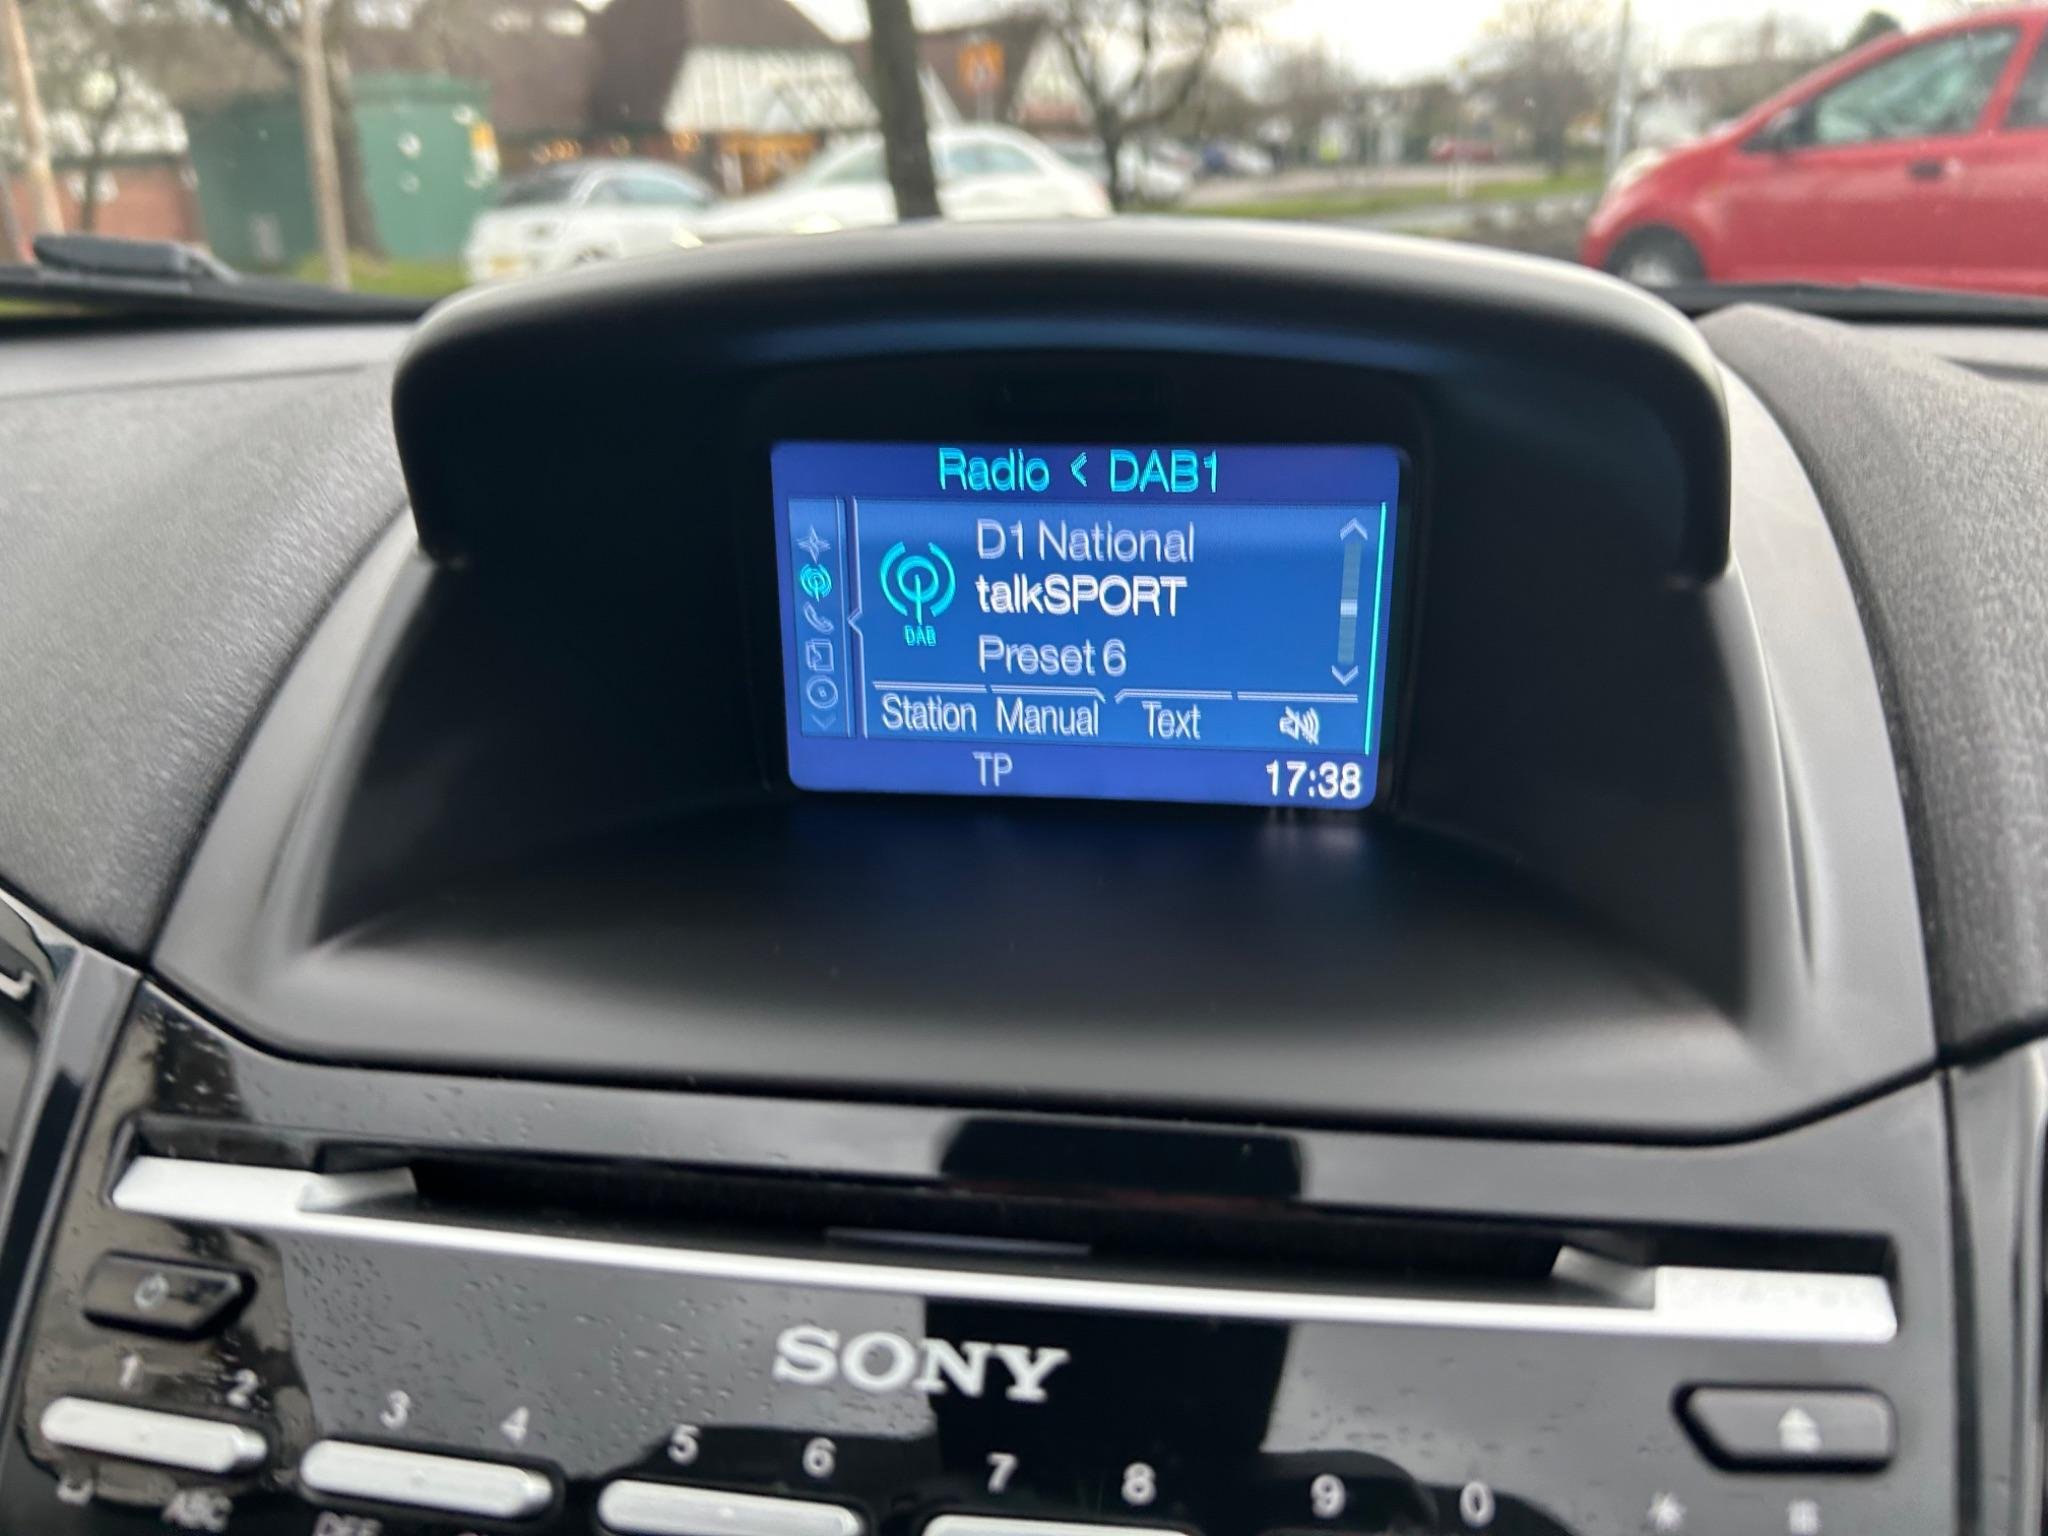 Radio < DAB1
D1 National
talkSPORT
DAB
Preset 6
Station Manual Text
TP 17:38
SONY
1 2 3 4 5 6 7 8 9 0 *
ABC